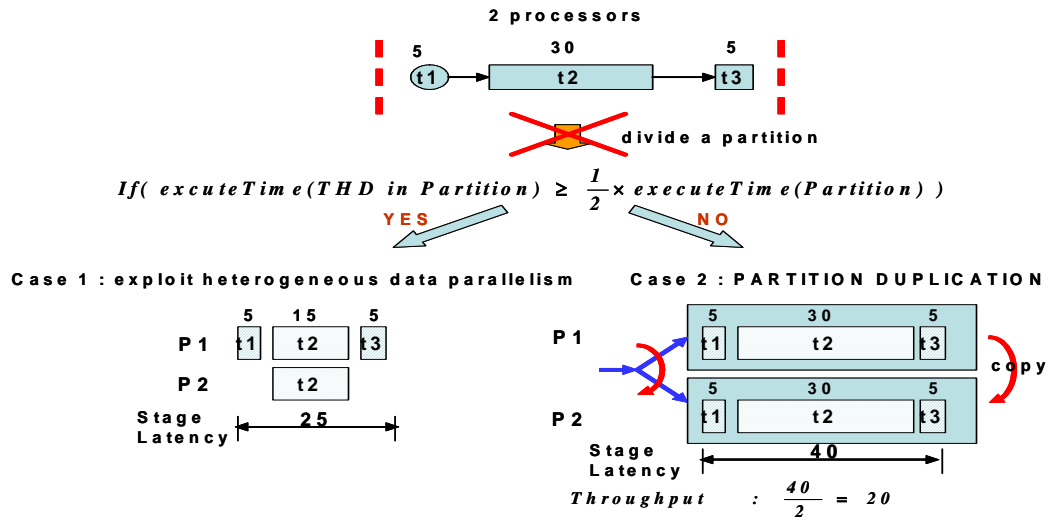 2 processors
5 30 5
t1 t2 t3
divide a partition
If( excuteTime(THD in Partition) ≥ 1/2 × executeTime(Partition) )
YES NO
Case 1 : exploit heterogeneous data parallelism
5 15 5
P1 t1 t2 t3
P2 t2
Stage
Latency
25
Case 2 : PARTITION DUPLICATION
5 30 5
P1 t1 t2 t3
copy
5 30 5
P2 t1 t2 t3
Stage
Latency
40
Throughput : 40/2 = 20